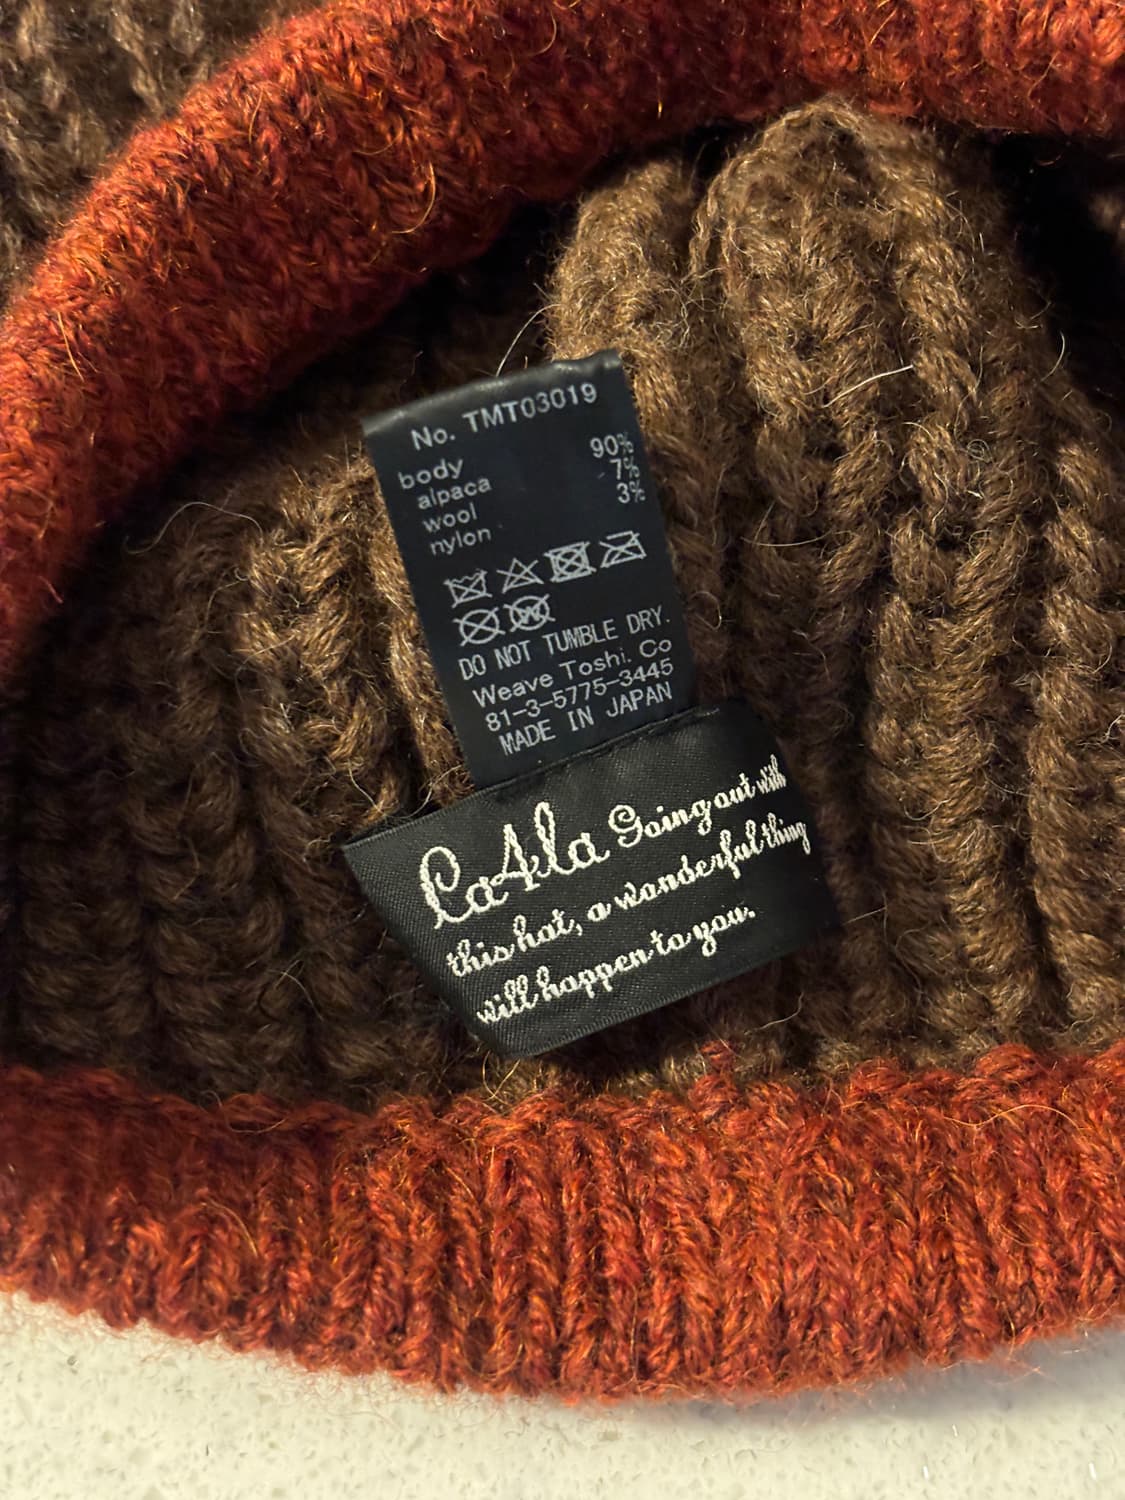 No. TMT03019
body
alpaca 90%
wool 7%
nylon 3%
W
DO NOT TUMBLE DRY.
Weave Toshi. Co
81-3-5775-3445
MADE IN JAPAN
Ca4la Going out with
this hat, a wanderful thing
will happen to you.